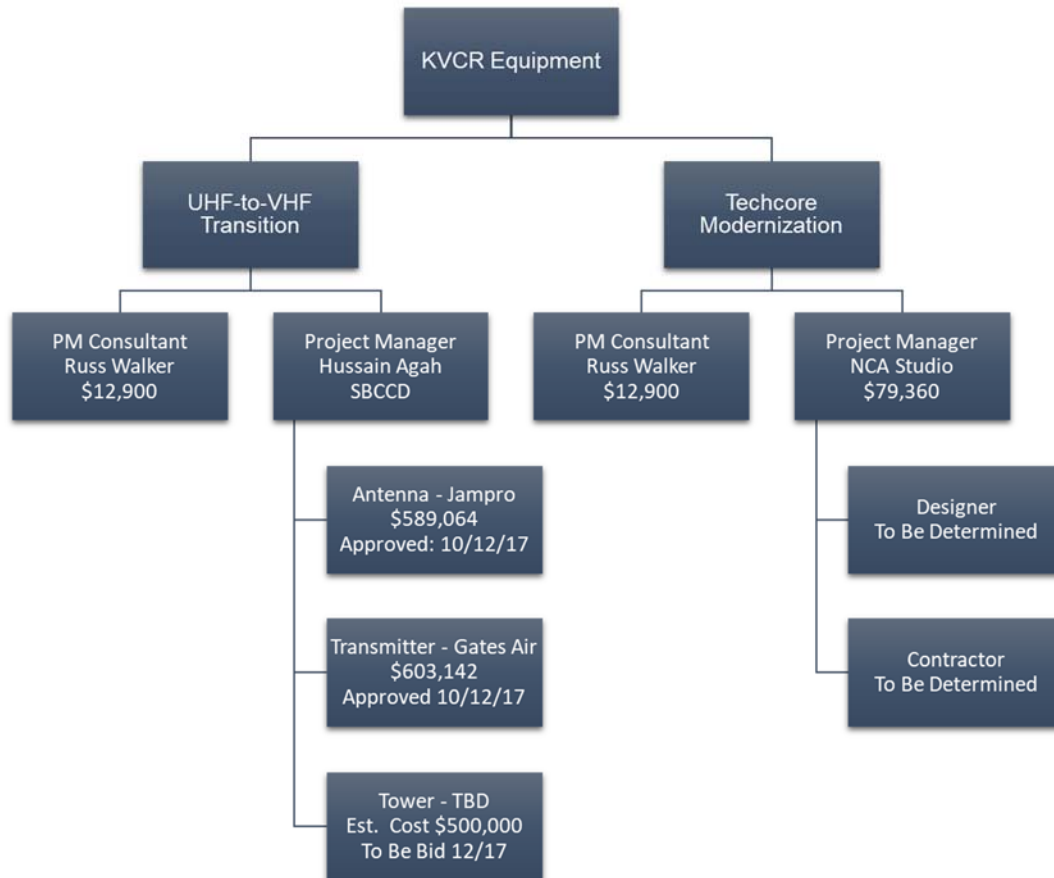 KVCR Equipment
UHF-to-VHF
Transition
Techcore
Modernization
PM Consultant
Russ Walker
$12,900
Project Manager
Hussain Agah
SBCCD
PM Consultant
Russ Walker
$12,900
Project Manager
NCA Studio
$79,360
Antenna - Jampro
$589,064
Approved: 10/12/17
Transmitter - Gates Air
$603,142
Approved 10/12/17
Tower - TBD
Est. Cost $500,000
To Be Bid 12/17
Designer
To Be Determined
Contractor
To Be Determined